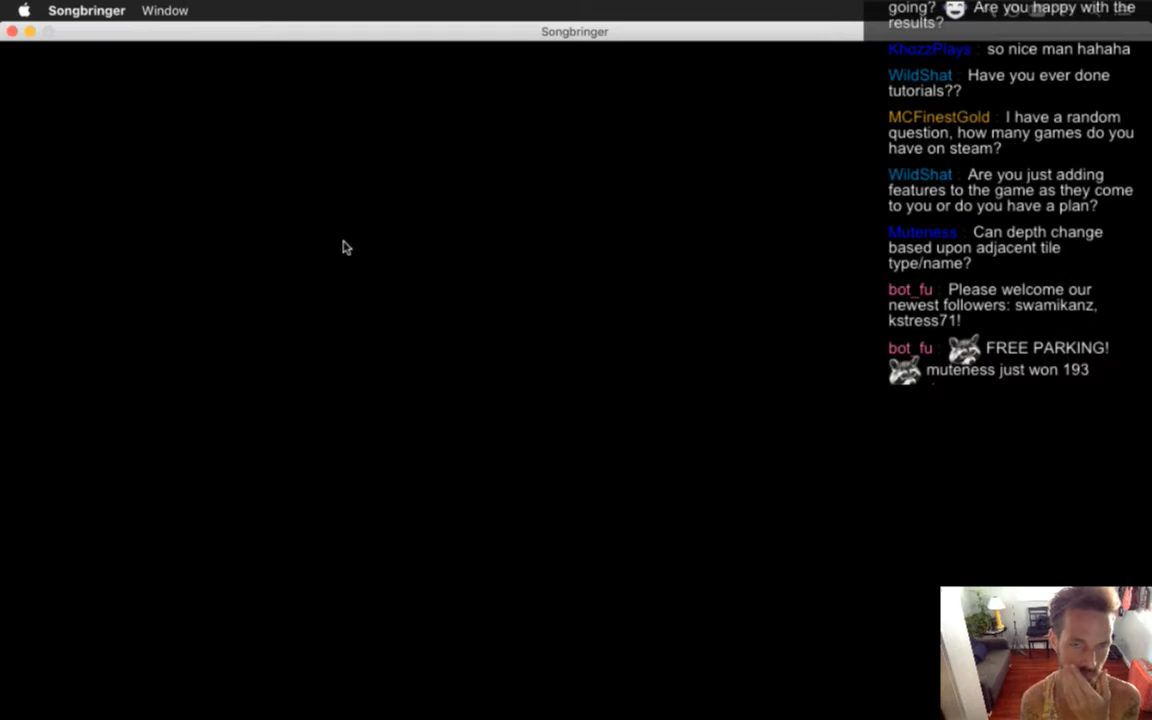 Songbringer Window
Songbringer
going? Are you happy with the
results?
KhozzPlays : so nice man hahaha
WildShat : Have you ever done
tutorials??
MCFinestGold : I have a random
question, how many games do you
have on steam?
WildShat : Are you just adding
features to the game as they come
to you or do you have a plan?
Muteness : Can depth change
based upon adjacent tile
type/name?
bot_fu : Please welcome our
newest followers: swamikanz,
kstress71!
bot_fu : FREE PARKING!
muteness just won 193